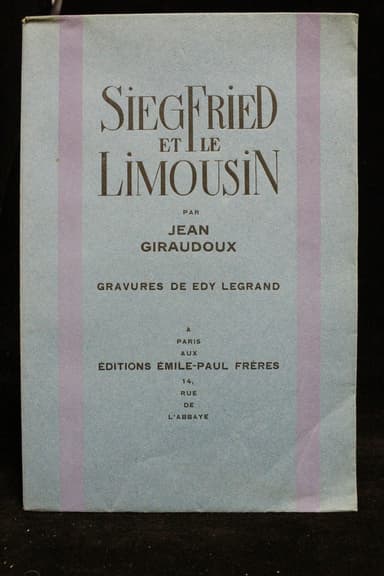 SIEGFRIED
ET LE
LIMOUSIN
PAR
JEAN
GIRAUDOUX
GRAVURES DE EDY LEGRAND
À
PARIS
AUX
ÉDITIONS ÉMILE-PAUL FRÈRES
14,
RUE
DE
L'ABBAYE